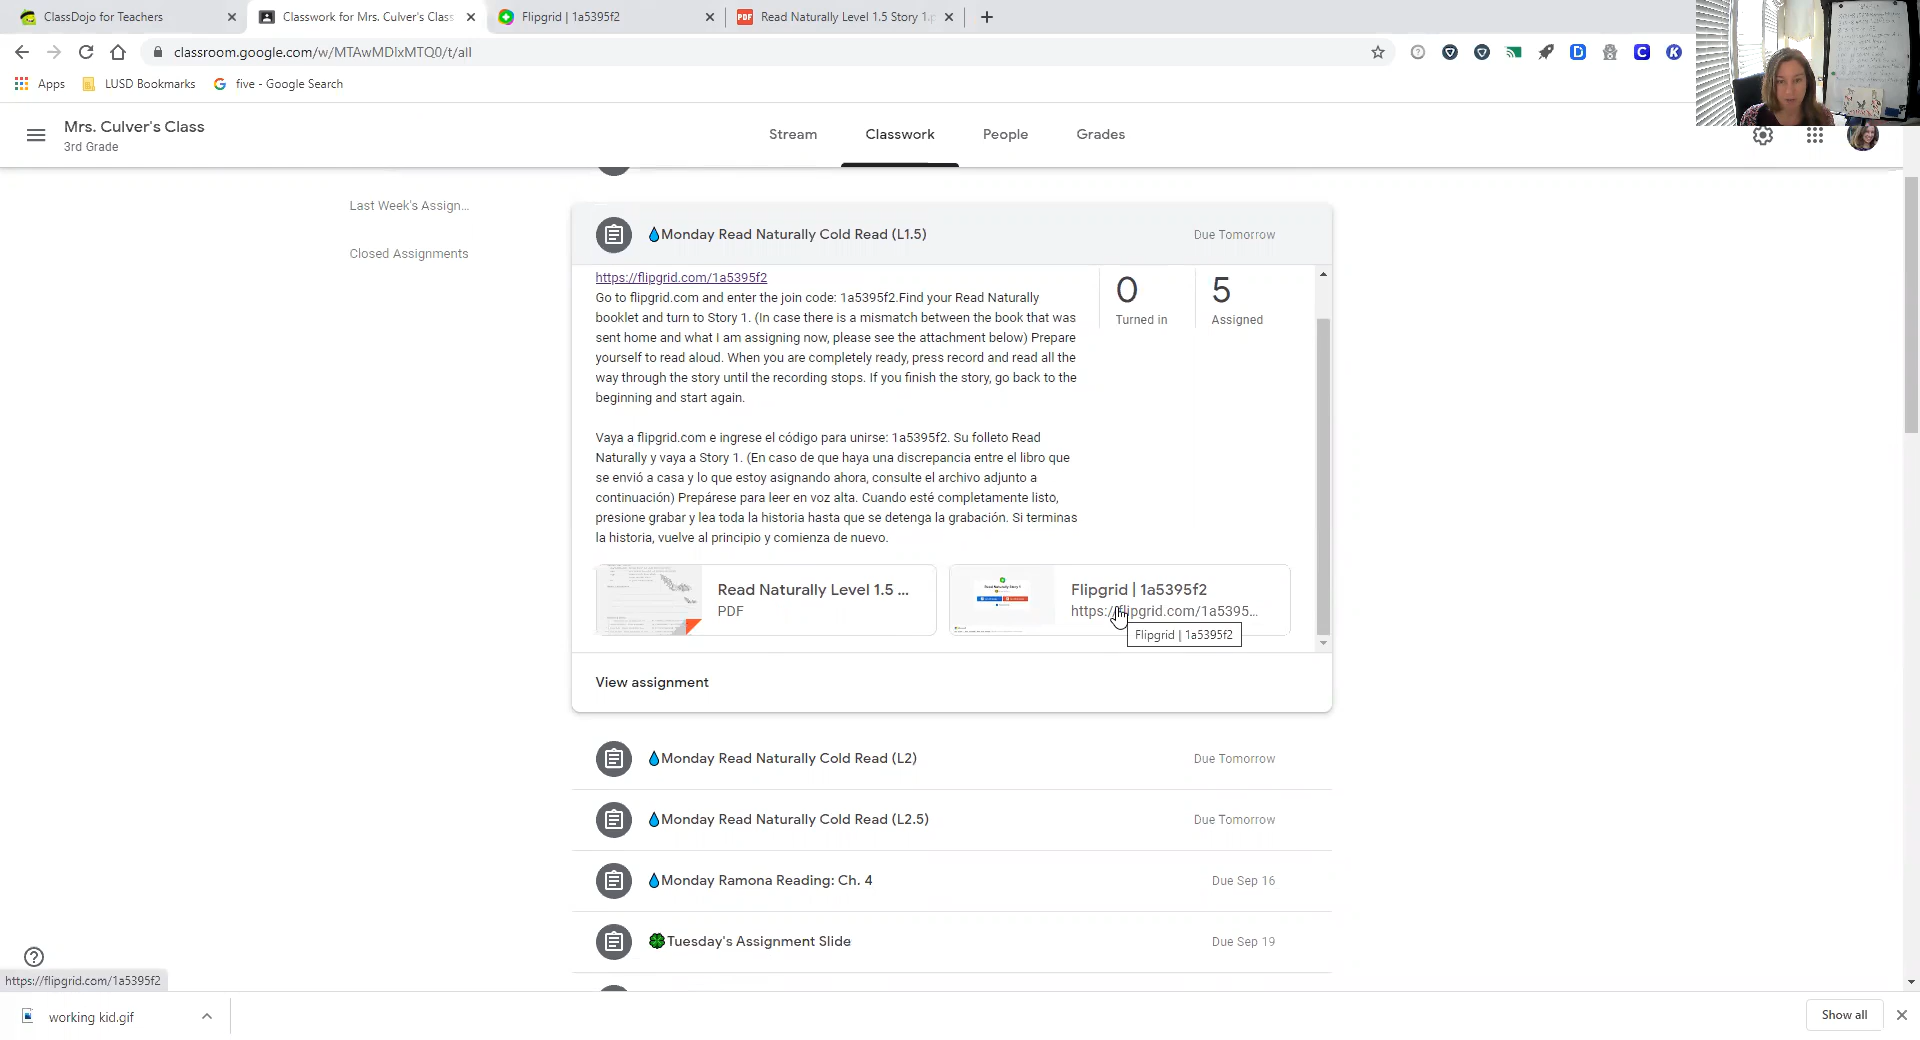 ClassDojo for Teachers
Classwork for Mrs. Culver's Class
Flipgrid | 1a5395f2
Read Naturally Level 1.5 Story 1.
classroom.google.com/w/MTAwMDIxMTQ0/t/all
Apps
LUSD Bookmarks
five - Google Search
Mrs. Culver's Class
3rd Grade
Stream
Classwork
People
Grades
Last Week's Assign...
Closed Assignments
Monday Read Naturally Cold Read (L1.5)
Due Tomorrow
https://flipgrid.com/1a5395f2
Go to flipgrid.com and enter the join code: 1a5395f2.Find your Read Naturally
booklet and turn to Story 1. (In case there is a mismatch between the book that was
sent home and what I am assigning now, please see the attachment below) Prepare
yourself to read aloud. When you are completely ready, press record and read all the
way through the story until the recording stops. If you finish the story, go back to the
beginning and start again.
0
Turned in
5
Assigned
Vaya a flipgrid.com e ingrese el código para unirse: 1a5395f2. Su folleto Read
Naturally y vaya a Story 1. (En caso de que haya una discrepancia entre el libro que
se envió a casa y lo que estoy asignando ahora, consulte el archivo adjunto a
continuación) Prepárese para leer en voz alta. Cuando esté completamente listo,
presione grabar y lea toda la historia hasta que se detenga la grabación. Si terminas
la historia, vuelve al principio y comienza de nuevo.
Read Naturally Level 1.5 ...
PDF
Flipgrid | 1a5395f2
https://flipgrid.com/1a5395...
Flipgrid | 1a5395f2
View assignment
Monday Read Naturally Cold Read (L2)
Due Tomorrow
Monday Read Naturally Cold Read (L2.5)
Due Tomorrow
Monday Ramona Reading: Ch. 4
Due Sep 16
Tuesday's Assignment Slide
Due Sep 19
https://flipgrid.com/1a5395f2
working kid.gif
Show all